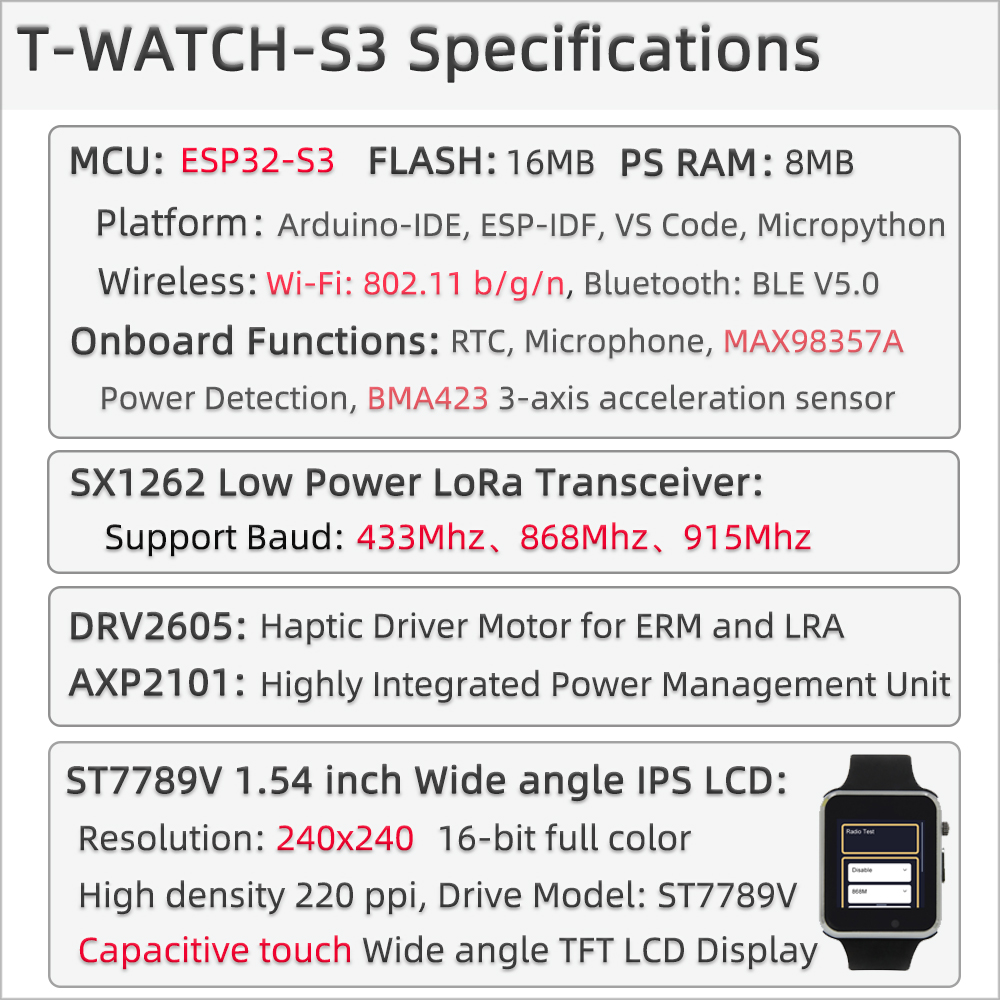 T-WATCH-S3 Specifications
MCU: ESP32-S3 FLASH: 16MB PS RAM: 8MB
Platform: Arduino-IDE, ESP-IDF, VS Code, Micropython
Wireless: Wi-Fi: 802.11 b/g/n, Bluetooth: BLE V5.0
Onboard Functions: RTC, Microphone, MAX98357A
Power Detection, BMA423 3-axis acceleration sensor
SX1262 Low Power LoRa Transceiver:
Support Baud: 433Mhz、868Mhz、915Mhz
DRV2605: Haptic Driver Motor for ERM and LRA
AXP2101: Highly Integrated Power Management Unit
ST7789V 1.54 inch Wide angle IPS LCD:
Resolution: 240x240 16-bit full color
High density 220 ppi, Drive Model: ST7789V
Capacitive touch Wide angle TFT LCD Display
Radio Test
Disable
868M